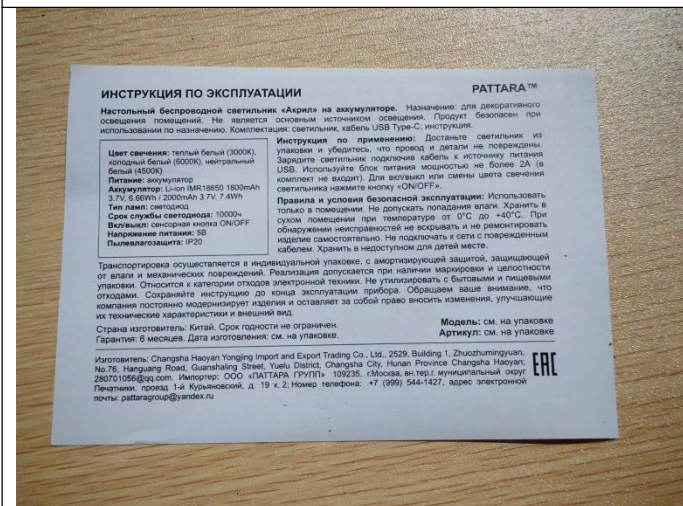 ИНСТРУКЦИЯ ПО ЭКСПЛУАТАЦИИ
PATTARA™
Настольный беспроводной светильник «Акрил» на аккумуляторе. Назначение: для декоративного
освещения помещений. Не является основным источником освещения. Продукт безопасен при
использовании по назначению. Комплектация: светильник, кабель USB Type-C, инструкция.
Цвет свечения: теплый белый (3000K),
холодный белый (6000K), нейтральный
белый (4500K)
Питание: аккумулятор
Аккумулятор: Li-ion IMR18650 1800mAh
3.7V, 6.66Wh / 2000mAh 3.7V, 7.4Wh
Тип ламп: светодиод
Срок службы светодиода: 10000ч
Вкл/выкл: сенсорная кнопка ON/OFF
Напряжение питания: 5В
Пылевлагозащита: IP20
Инструкция по применению: Достаньте светильник из
упаковки и убедитесь, что провод и детали не повреждены.
Зарядите светильник подключив кабель к источнику питания
USB. Используйте блок питания мощностью не более 2А (в
комплект не входит). Для вкл/выкл или смены цвета свечения
светильника нажмите кнопку «ON/OFF».
Правила и условия безопасной эксплуатации: Использовать
только в помещении. Не допускать попадания влаги. Хранить в
сухом помещении при температуре от 0°C до +40°C. При
обнаружении неисправностей не вскрывать и не ремонтировать
изделие самостоятельно. Не подключать к сети с поврежденным
кабелем. Хранить в недоступном для детей месте.
Транспортировка осуществляется в индивидуальной упаковке, с амортизирующей защитой, защищающей
от влаги и механических повреждений. Реализация допускается при наличии маркировки и целостности
упаковки. Относится к категории отходов электронной техники. Не утилизировать с бытовыми и пищевыми
отходами. Сохраняйте инструкцию до конца эксплуатации прибора. Обращаем ваше внимание, что
компания постоянно модернизирует изделия и оставляет за собой право вносить изменения, улучшающие
их технические характеристики и внешний вид.
Страна изготовитель: Китай. Срок годности не ограничен.
Гарантия: 6 месяцев. Дата изготовления: см. на упаковке.
Модель: см. на упаковке
Артикул: см. на упаковке
Изготовитель: Changsha Haoyan Yongjing Import and Export Trading Co., Ltd., 2529, Building 1, Zhuozhumingyuan,
No.76, Hanguang Road, Guanshaling Street, Yuelu District, Changsha City, Hunan Province Changsha Haoyan;
280701056@qq.com. Импортер: ООО «ПАТТАРА ГРУПП» 109235, г.Москва, вн.тер.г. муниципальный округ
Печатники, проезд 1-й Курьяновский, д. 19 к. 2; Номер телефона: +7 (999) 544-1427, адрес электронной
почты: pattaragroup@yandex.ru
EAC